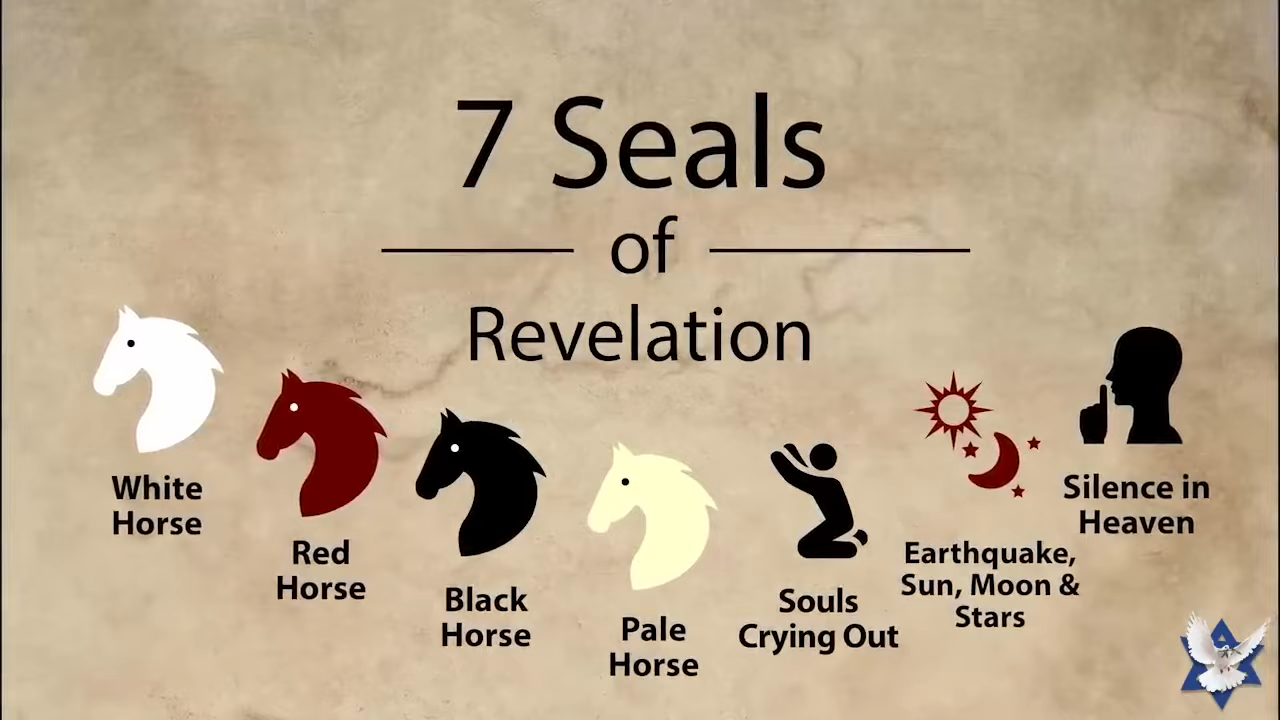 7 Seals
of
Revelation
White
Horse
Red
Horse
Black
Horse
Pale
Horse
Souls
Crying Out
Earthquake,
Sun, Moon &
Stars
Silence in
Heaven